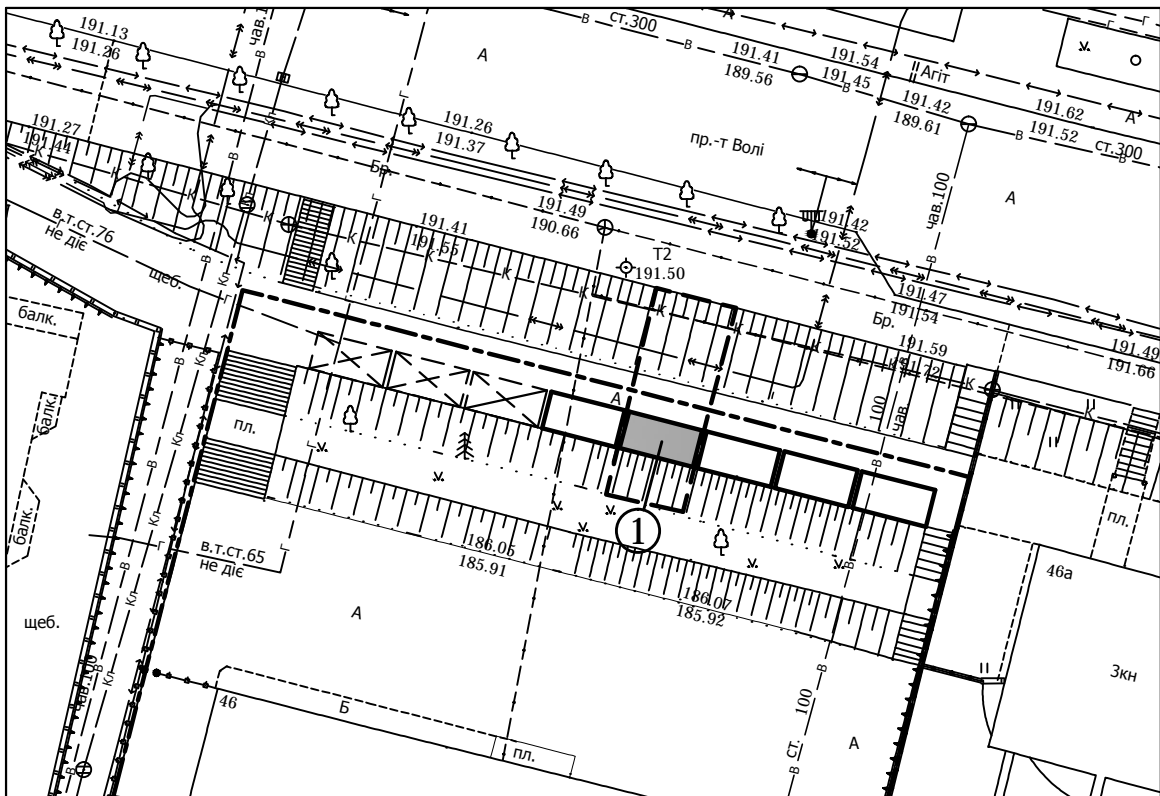 191.13
191.26
чав.100
В
К
А
Г
ст.300
В
А
Г
191.41
189.56
191.54
191.45
Агіт
191.42
189.61
191.62
А
191.52
ст.300
В
191.27
191.44
К
191.26
191.37
пр.-т Волі
чав.100
А
Бр.
в.т.ст.76
не діє
щеб.
191.41
191.55
К
191.49
190.66
Т2
191.50
191.42
191.52
191.47
191.54
Бр.
191.59
191.72
К
191.49
191.66
балк.
балк.
балк.
В
Кл
Г
А
100
чав.
В
пл.
пл.
1
в.т.ст.65
не діє
Г
186.05
185.91
186.07
185.92
46а
3кн
щеб.
чав.100
В
Кл
А
46
Б
пл.
ст. 100
В
А